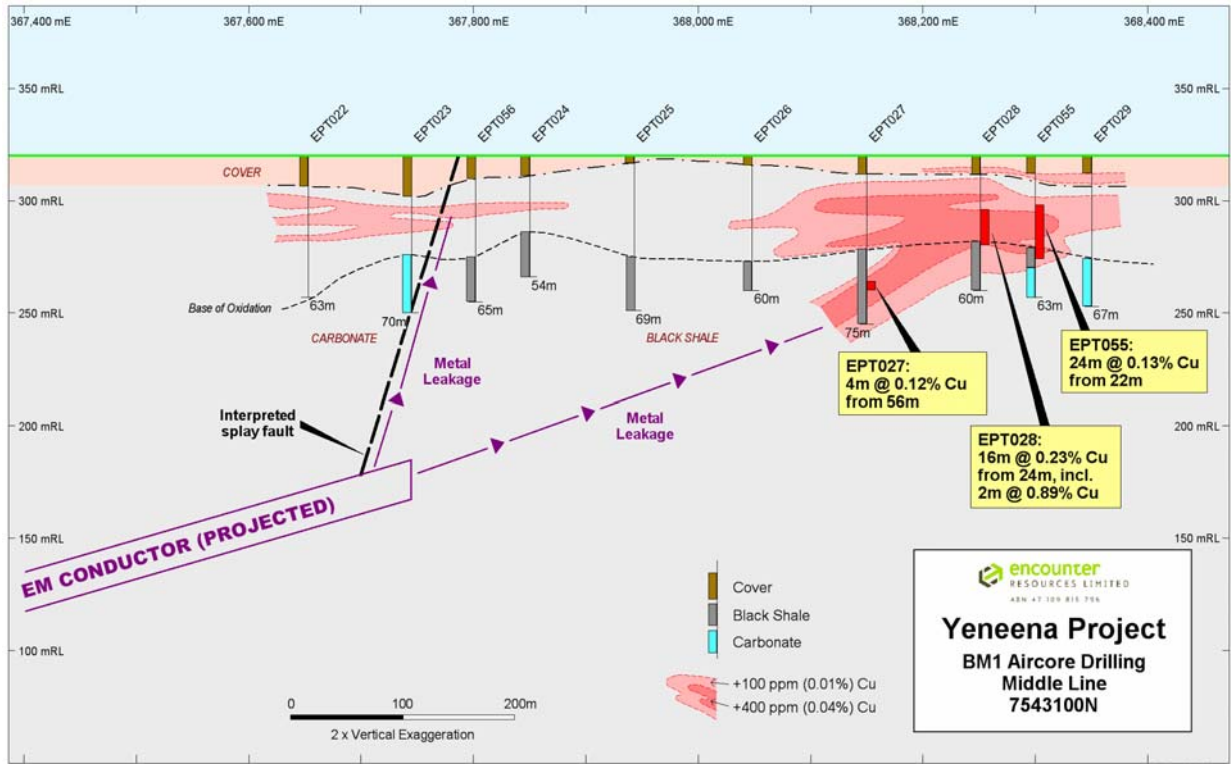 367,400 mE
367,600 mE
367,800 mE
368,000 mE
368,200 mE
368,400 mE
350 mRL
350 mRL
EPT022
EPT023
EPT056
EPT024
EPT025
EPT026
EPT027
EPT028
EPT055
EPT029
COVER
300 mRL
300 mRL
Base of Oxidation
63m
70m
65m
54m
69m
60m
75m
60m
63m
67m
250 mRL
250 mRL
CARBONATE
BLACK SHALE
Metal
Leakage
Metal
Leakage
EPT027:
4m @ 0.12% Cu
from 56m
EPT055:
24m @ 0.13% Cu
from 22m
EPT028:
16m @ 0.23% Cu
from 24m, incl.
2m @ 0.89% Cu
Interpreted
splay fault
200 mRL
200 mRL
EM CONDUCTOR (PROJECTED)
150 mRL
150 mRL
100 mRL
Cover
Black Shale
Carbonate
+100 ppm (0.01%) Cu
+400 ppm (0.04%) Cu
0
100
200m
2 x Vertical Exaggeration
encounter
RESOURCES LIMITED
ABN 47 109 815 796
Yeneena Project
BM1 Aircore Drilling
Middle Line
7543100N